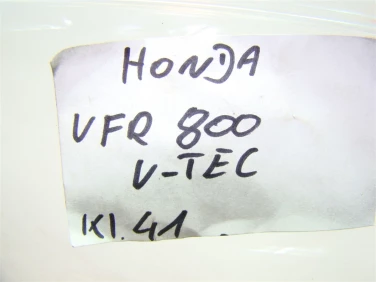 HONDA
VFR 800
V-TEC
Kl. 41